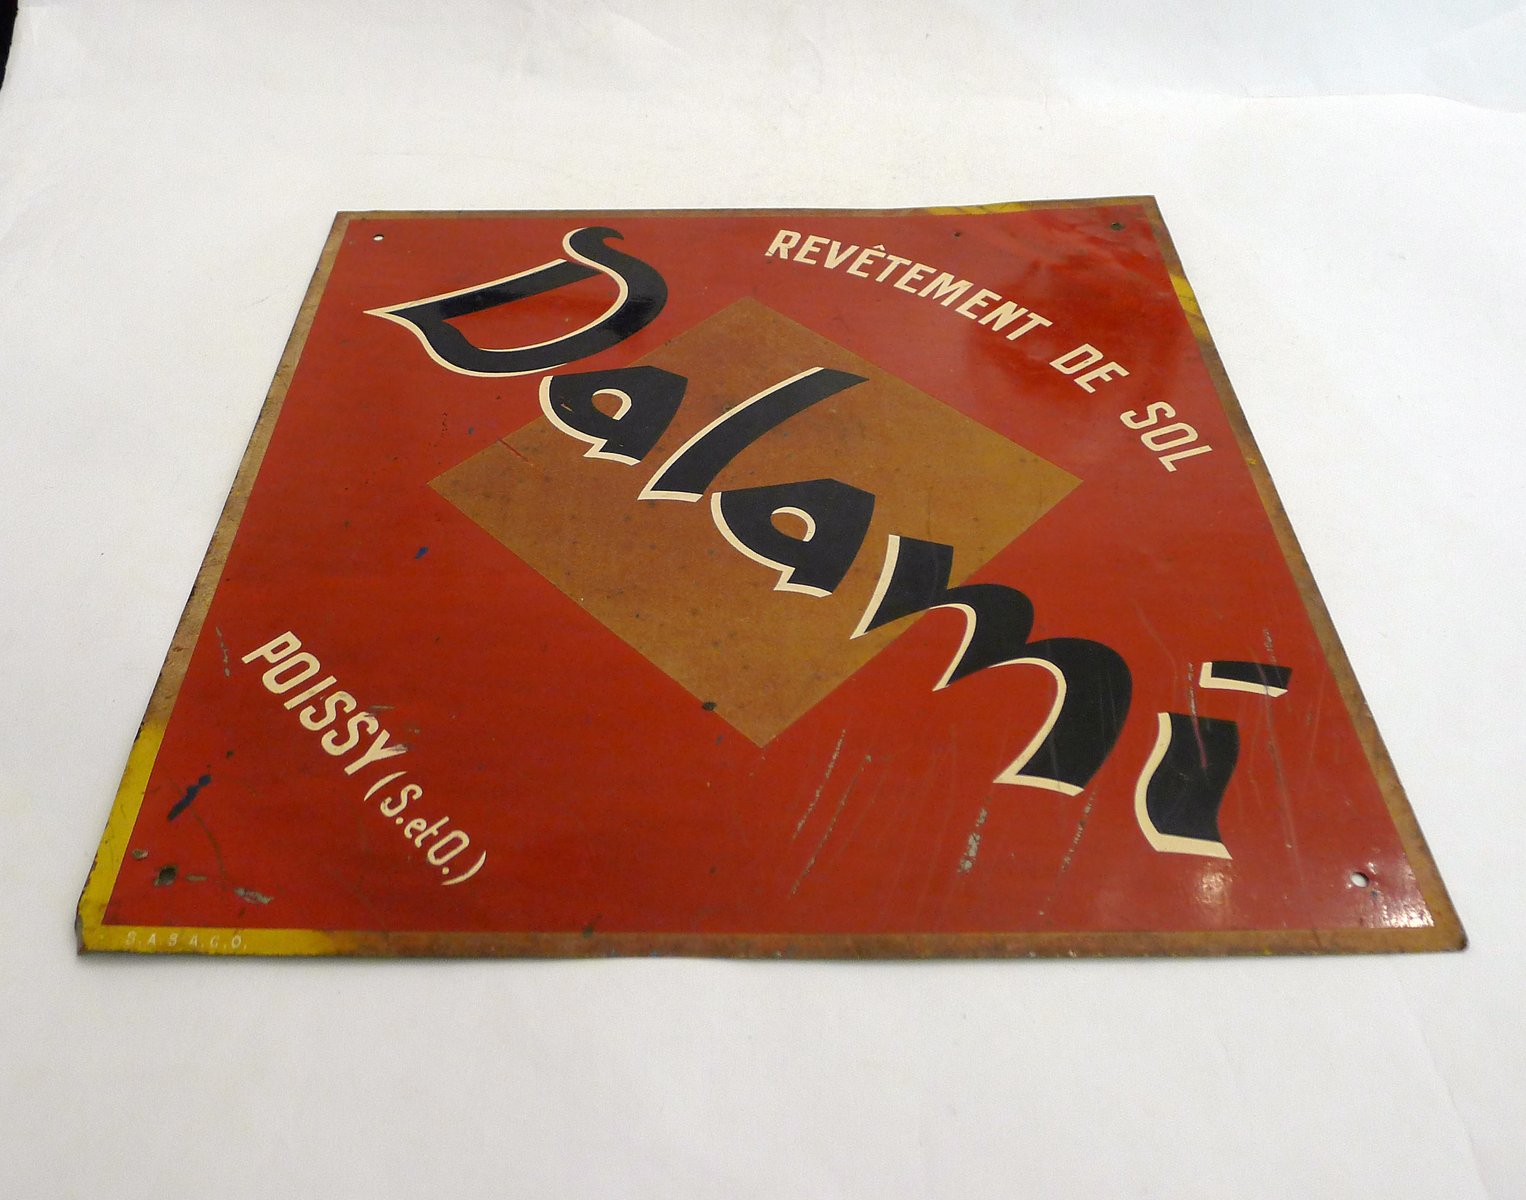 REVÊTEMENT DE SOL
Dalami
POISSY (S. et O.)
S.A.B.A.C.O.